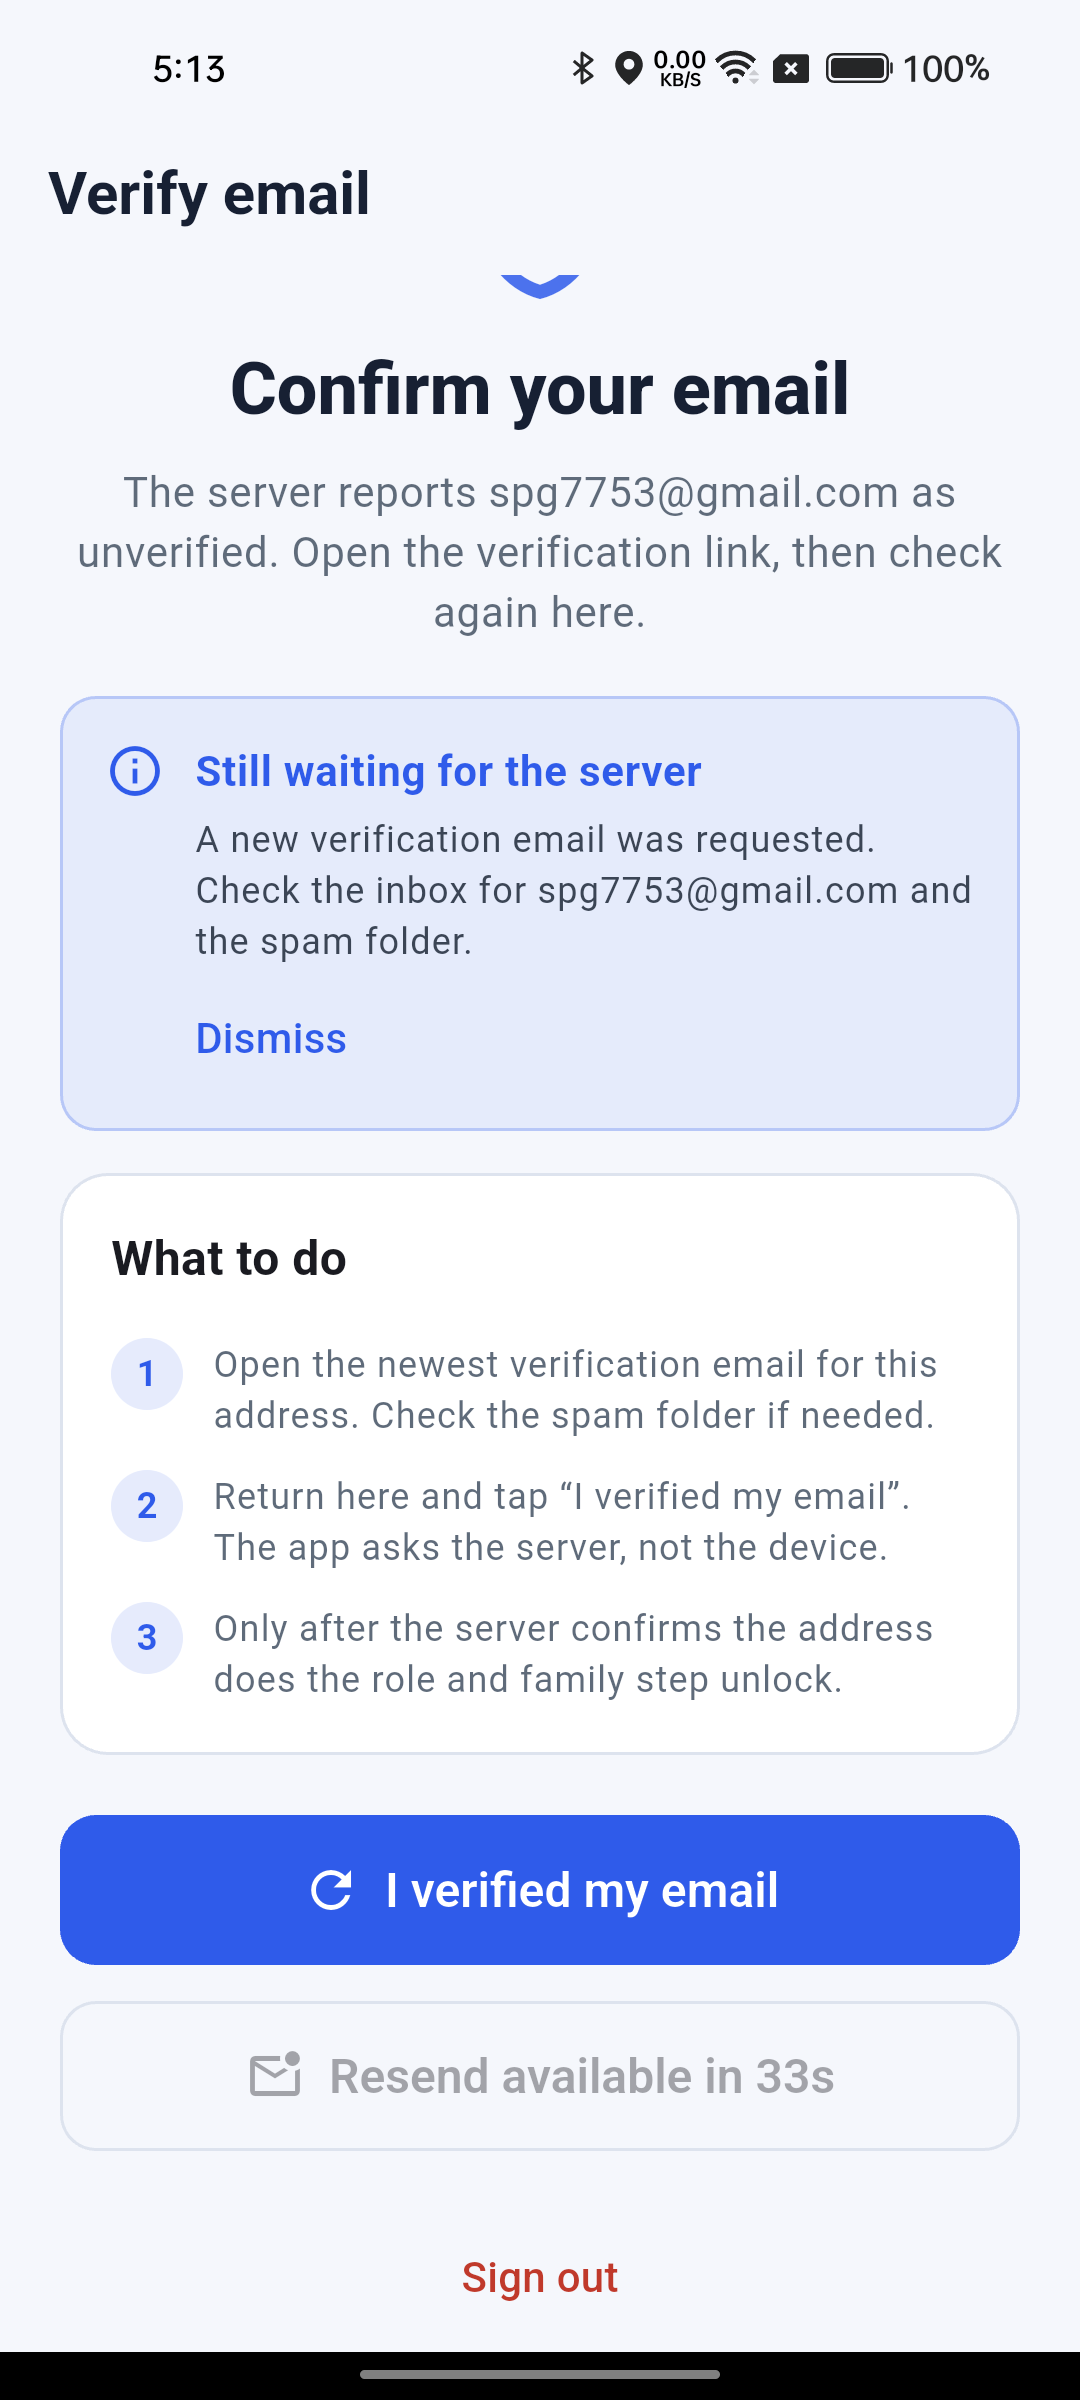 5:13
0.00
KB/S
100%
Verify email
Confirm your email
The server reports spg7753@gmail.com as
unverified. Open the verification link, then check
again here.
Still waiting for the server
A new verification email was requested.
Check the inbox for spg7753@gmail.com and
the spam folder.
Dismiss
What to do
1
Open the newest verification email for this
address. Check the spam folder if needed.
2
Return here and tap “I verified my email”.
The app asks the server, not the device.
3
Only after the server confirms the address
does the role and family step unlock.
I verified my email
Resend available in 33s
Sign out